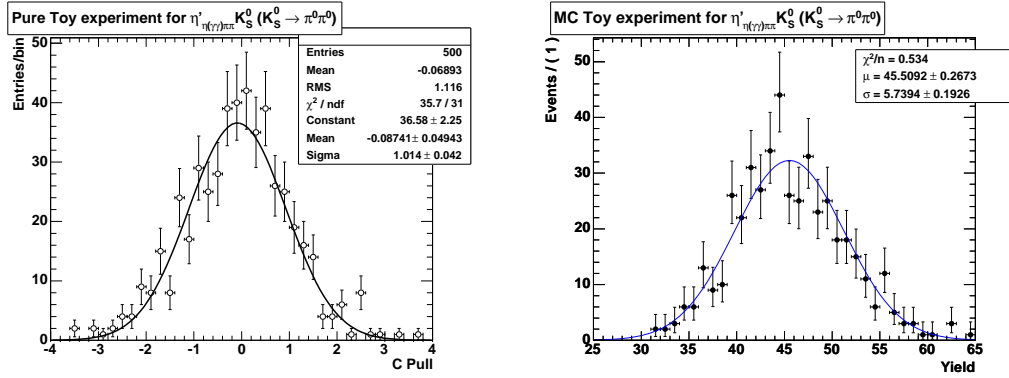 Pure Toy experiment for η'η(γγ)ππ K0S (K0S → π0π0)
Entries/bin
50
40
30
20
10
0
-4 -3 -2 -1 0 1 2 3 4
C Pull
Entries 500
Mean -0.06893
RMS 1.116
χ2 / ndf 35.7 / 31
Constant 36.58 ± 2.25
Mean -0.08741± 0.04943
Sigma 1.014 ± 0.042
MC Toy experiment for η'η(γγ)ππ K0S (K0S → π0π0)
Events / ( 1 )
50
40
30
20
10
0
25 30 35 40 45 50 55 60 65
Yield
χ2/n = 0.534
μ = 45.5092 ± 0.2673
σ = 5.7394 ± 0.1926